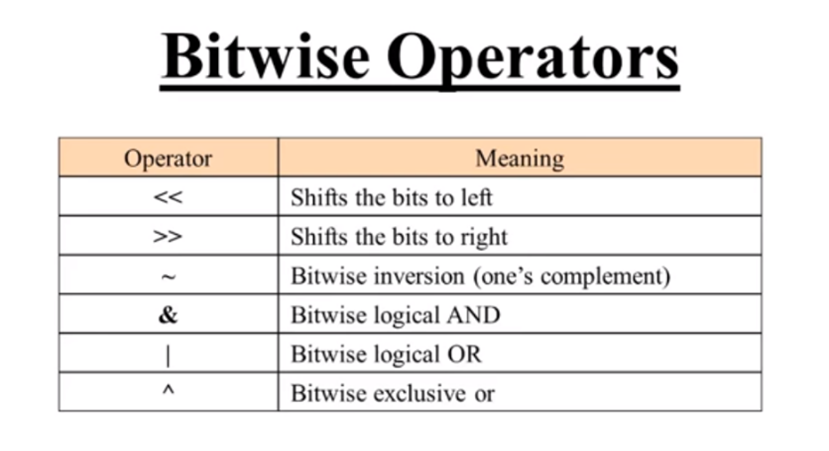 Bitwise Operators
Operator Meaning
<< Shifts the bits to left
>> Shifts the bits to right
~ Bitwise inversion (one’s complement)
& Bitwise logical AND
| Bitwise logical OR
^ Bitwise exclusive or